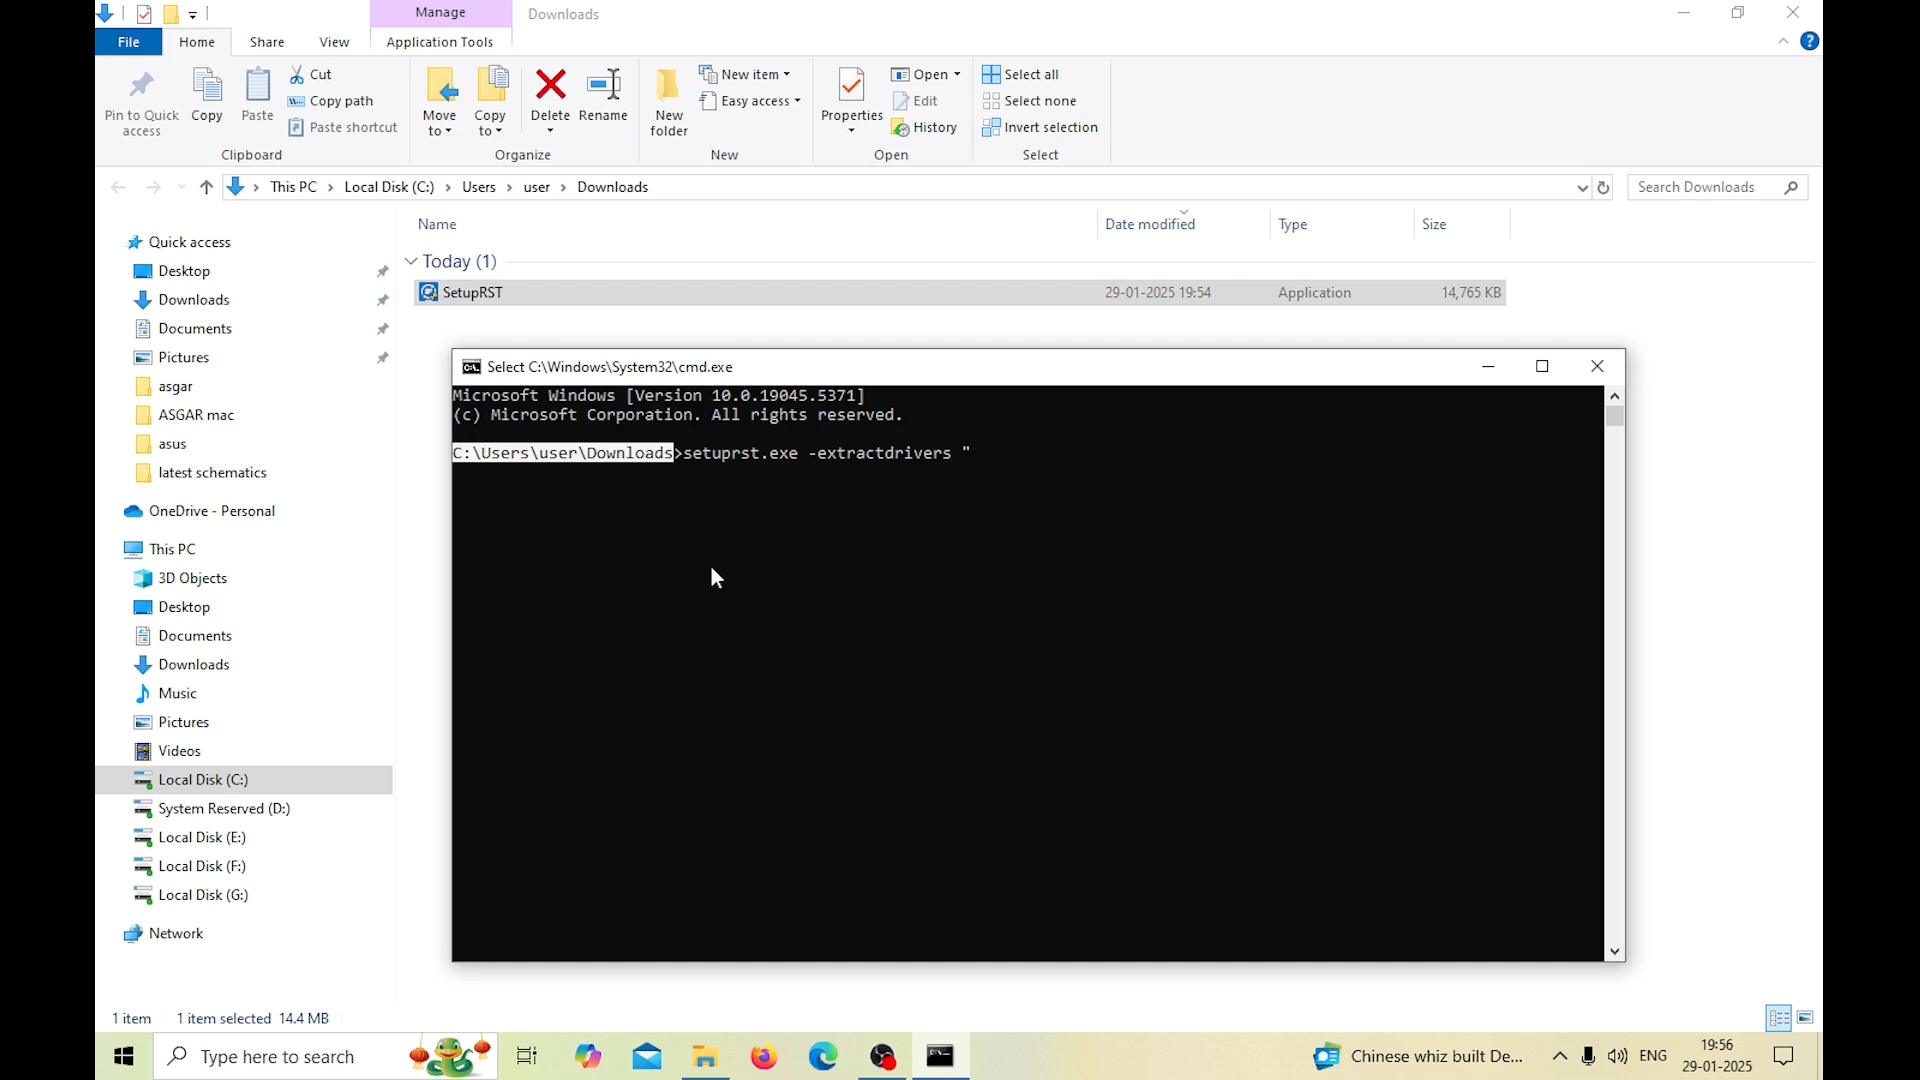 Manage
Downloads
File
Home
Share
View
Application Tools
Pin to Quick
access
Copy
Paste
Cut
Copy path
Paste shortcut
Clipboard
Move
to
Copy
to
Delete
Rename
Organize
New
folder
New item
Easy access
New
Properties
Open
Edit
History
Open
Select all
Select none
Invert selection
Select
This PC
Local Disk (C:)
Users
user
Downloads
Search Downloads
Name
Date modified
Type
Size
Today (1)
SetupRST
29-01-2025 19:54
Application
14,765 KB
Quick access
Desktop
Downloads
Documents
Pictures
asgar
ASGAR mac
asus
latest schematics
OneDrive - Personal
This PC
3D Objects
Desktop
Documents
Downloads
Music
Pictures
Videos
Local Disk (C:)
System Reserved (D:)
Local Disk (E:)
Local Disk (F:)
Local Disk (G:)
Network
Select C:\Windows\System32\cmd.exe
Microsoft Windows [Version 10.0.19045.5371]
(c) Microsoft Corporation. All rights reserved.
C:\Users\user\Downloads>setuprst.exe -extractdrivers "
1 item
1 item selected 14.4 MB
Type here to search
Chinese whiz built De...
ENG
19:56
29-01-2025